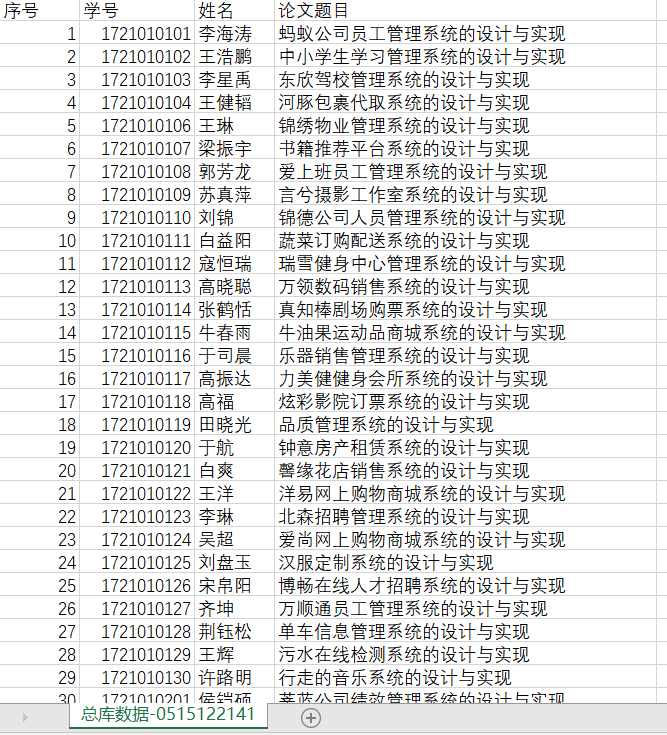 序号 学号 姓名 论文题目
1 1721010101 李海涛 蚂蚁公司员工管理系统的设计与实现
2 1721010102 王浩鹏 中小学生学习管理系统的设计与实现
3 1721010103 李星禹 东欣驾校管理系统的设计与实现
4 1721010104 王健韬 河豚包裹代取系统的设计与实现
5 1721010106 王琳 锦绣物业管理系统的设计与实现
6 1721010107 梁振宇 书籍推荐平台系统的设计与实现
7 1721010108 郭芳龙 爱上班员工管理系统的设计与实现
8 1721010109 苏真萍 言兮摄影工作室系统的设计与实现
9 1721010110 刘锦 锦德公司人员管理系统的设计与实现
10 1721010111 白益阳 蔬菜订购配送系统的设计与实现
11 1721010112 寇恒瑞 瑞雪健身中心管理系统的设计与实现
12 1721010113 高晓聪 万领数码销售系统的设计与实现
13 1721010114 张鹤恬 真知棒剧场购票系统的设计与实现
14 1721010115 牛春雨 牛油果运动品商城系统的设计与实现
15 1721010116 于司晨 乐器销售管理系统的设计与实现
16 1721010117 高振达 力美健健身会所系统的设计与实现
17 1721010118 高福 炫彩影院订票系统的设计与实现
18 1721010119 田晓光 品质管理系统的设计与实现
19 1721010120 于航 钟意房产租赁系统的设计与实现
20 1721010121 白爽 馨缘花店销售系统的设计与实现
21 1721010122 王洋 洋易网上购物商城系统的设计与实现
22 1721010123 李琳 北森招聘管理系统的设计与实现
23 1721010124 吴超 爱尚网上购物商城系统的设计与实现
24 1721010125 刘盘玉 汉服定制系统的设计与实现
25 1721010126 宋帛阳 博畅在线人才招聘系统的设计与实现
26 1721010127 齐坤 万顺通员工管理系统的设计与实现
27 1721010128 荆钰松 单车信息管理系统的设计与实现
28 1721010129 王辉 污水在线检测系统的设计与实现
29 1721010130 许路明 行走的音乐系统的设计与实现
30 1721010201 侯铠硕 菁蓝公司绩效管理系统的设计与实现
总库数据-0515122141